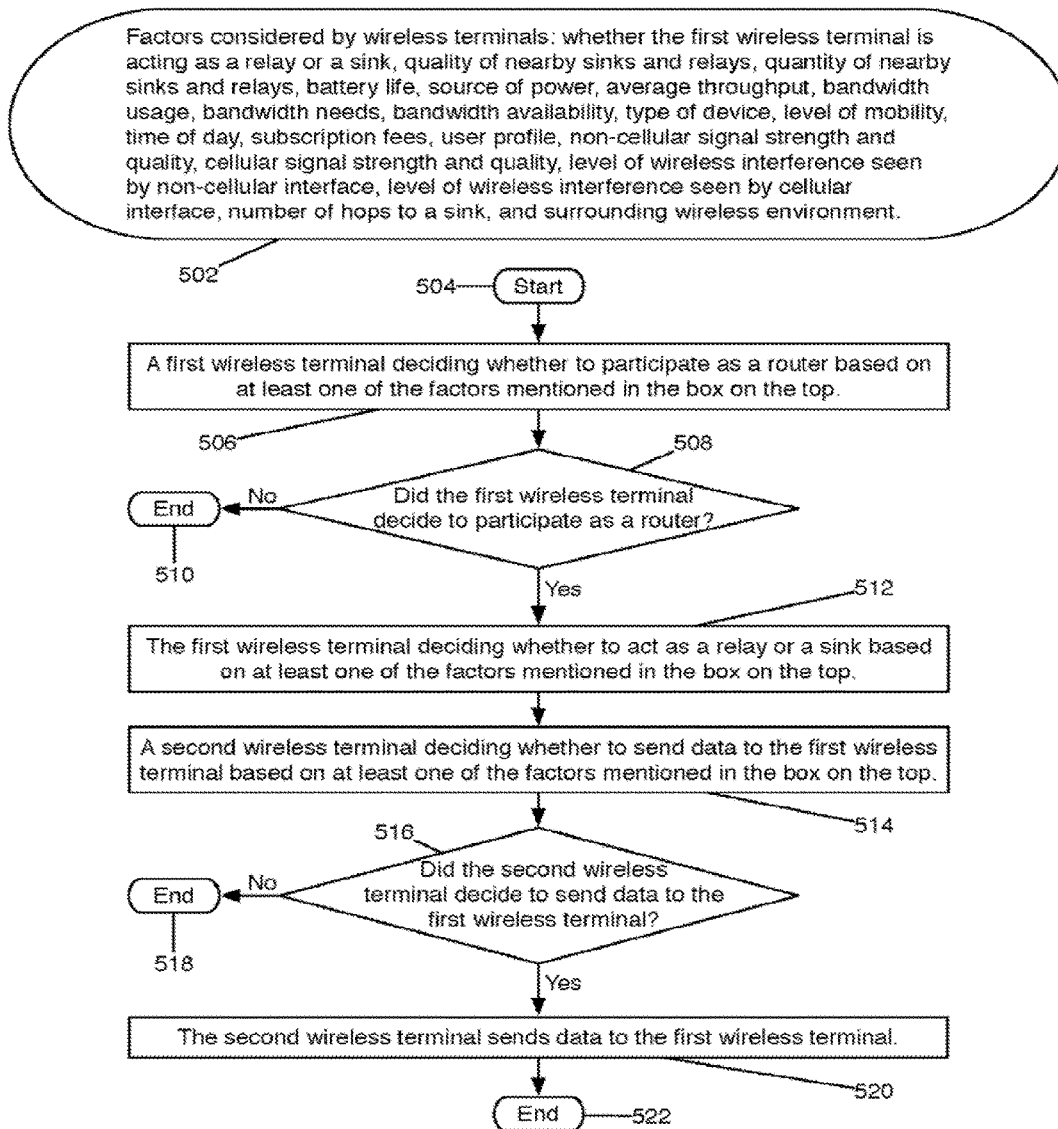 Factors considered by wireless terminals: whether the first wireless terminal is
acting as a relay or a sink, quality of nearby sinks and relays, quantity of nearby
sinks and relays, battery life, source of power, average throughput, bandwidth
usage, bandwidth needs, bandwidth availability, type of device, level of mobility,
time of day, subscription fees, user profile, non-cellular signal strength and
quality, cellular signal strength and quality, level of wireless interference seen
by non-cellular interface, level of wireless interference seen by cellular
interface, number of hops to a sink, and surrounding wireless environment.
502
504
Start
A first wireless terminal deciding whether to participate as a router based on
at least one of the factors mentioned in the box on the top.
506
508
Did the first wireless terminal
decide to participate as a router?
No
End
510
Yes
512
The first wireless terminal deciding whether to act as a relay or a sink based
on at least one of the factors mentioned in the box on the top.
A second wireless terminal deciding whether to send data to the first wireless
terminal based on at least one of the factors mentioned in the box on the top.
514
516
Did the second wireless
terminal decide to send data to the
first wireless terminal?
No
End
518
Yes
The second wireless terminal sends data to the first wireless terminal.
520
End
522